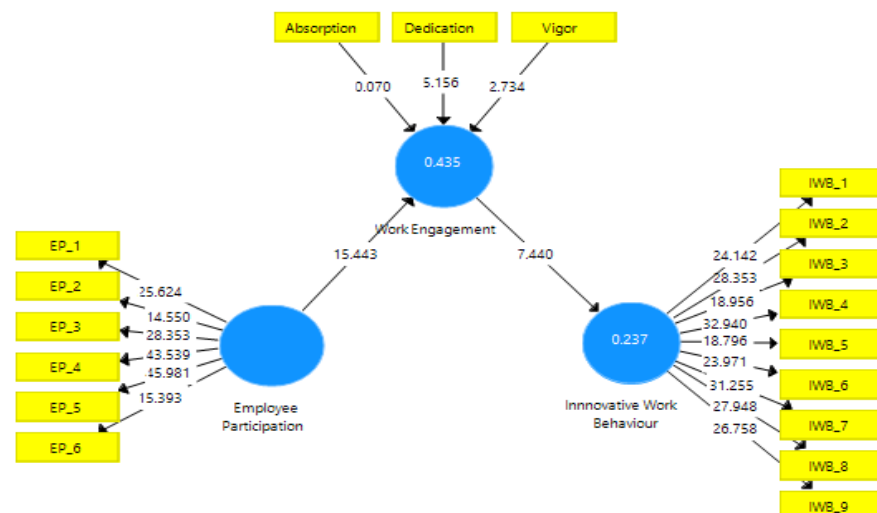 Absorption
Dedication
Vigor
0.070
5.156
2.734
0.435
Work Engagement
15.443
7.440
EP_1
EP_2
EP_3
EP_4
EP_5
EP_6
25.624
14.550
28.353
43.539
45.981
15.393
Employee
Participation
0.237
Innnovative Work
Behaviour
24.142
28.353
18.956
32.940
18.796
23.971
31.255
27.948
26.758
IWB_1
IWB_2
IWB_3
IWB_4
IWB_5
IWB_6
IWB_7
IWB_8
IWB_9